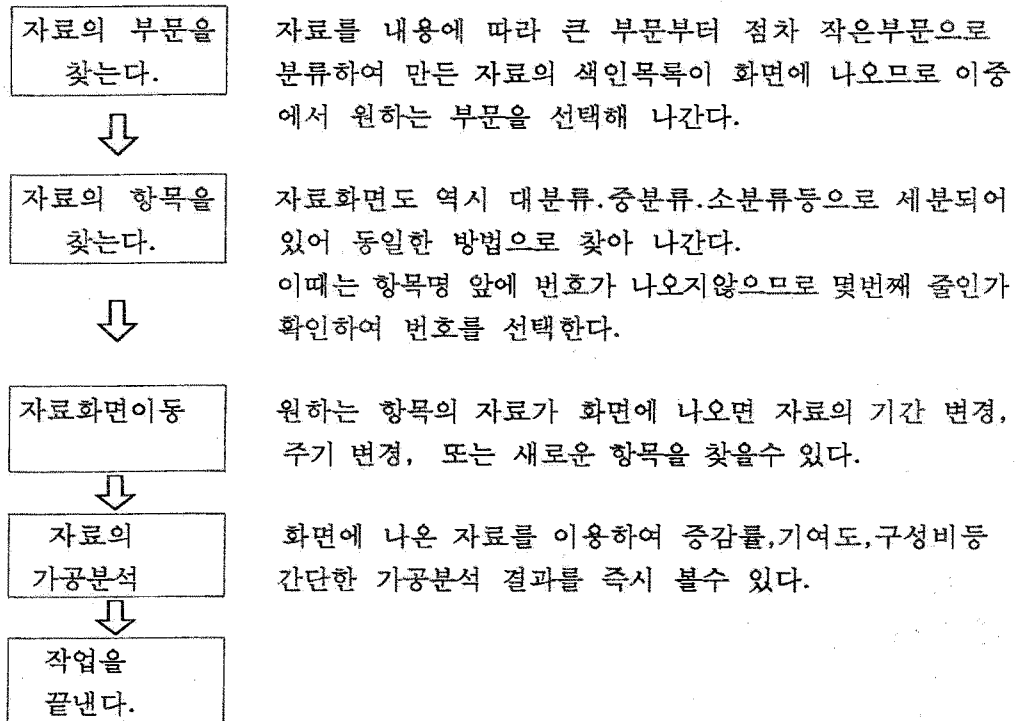 자료의 부문을
찾는다.
자료를 내용에 따라 큰 부문부터 점차 작은부문으로
분류하여 만든 자료의 색인목록이 화면에 나오므로 이중
에서 원하는 부문을 선택해 나간다.
자료의 항목을
찾는다.
자료화면도 역시 대분류.중분류.소분류등으로 세분되어
있어 동일한 방법으로 찾아 나간다.
이때는 항목명 앞에 번호가 나오지않으므로 몇번째 줄인가
확인하여 번호를 선택한다.
자료화면이동
원하는 항목의 자료가 화면에 나오면 자료의 기간 변경,
주기 변경, 또는 새로운 항목을 찾을수 있다.
자료의
가공분석
화면에 나온 자료를 이용하여 증감률,기여도,구성비등
간단한 가공분석 결과를 즉시 볼수 있다.
작업을
끝낸다.